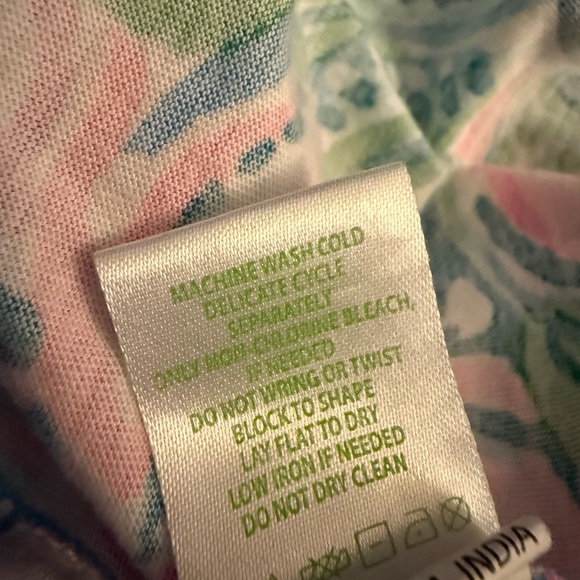 MACHINE WASH COLD
DELICATE CYCLE
SEPARATELY
ONLY NON-CHLORINE BLEACH,
IF NEEDED
DO NOT WRING OR TWIST
BLOCK TO SHAPE
LAY FLAT TO DRY
LOW IRON IF NEEDED
DO NOT DRY CLEAN
INDIA